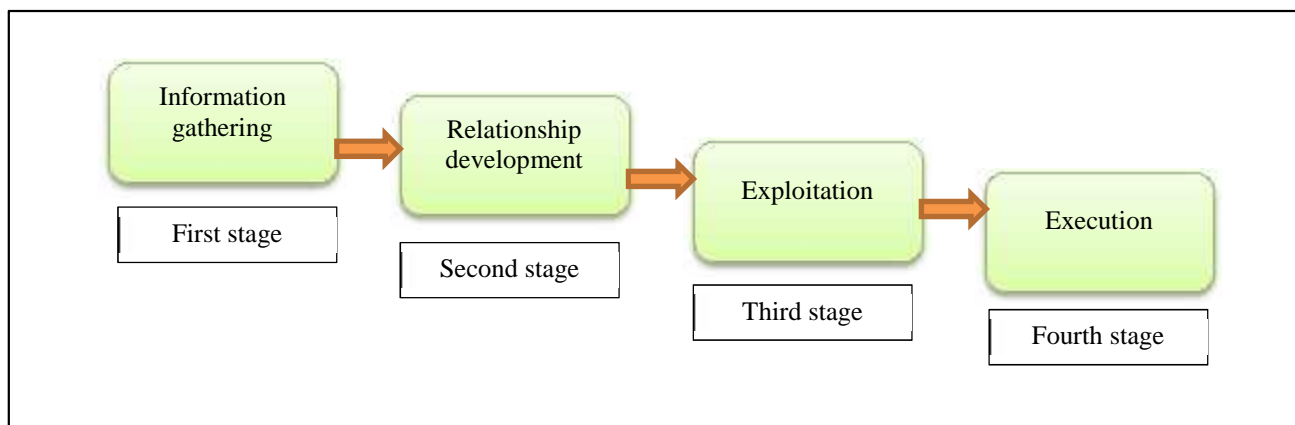 Information
gathering
First stage
Relationship
development
Second stage
Exploitation
Third stage
Execution
Fourth stage